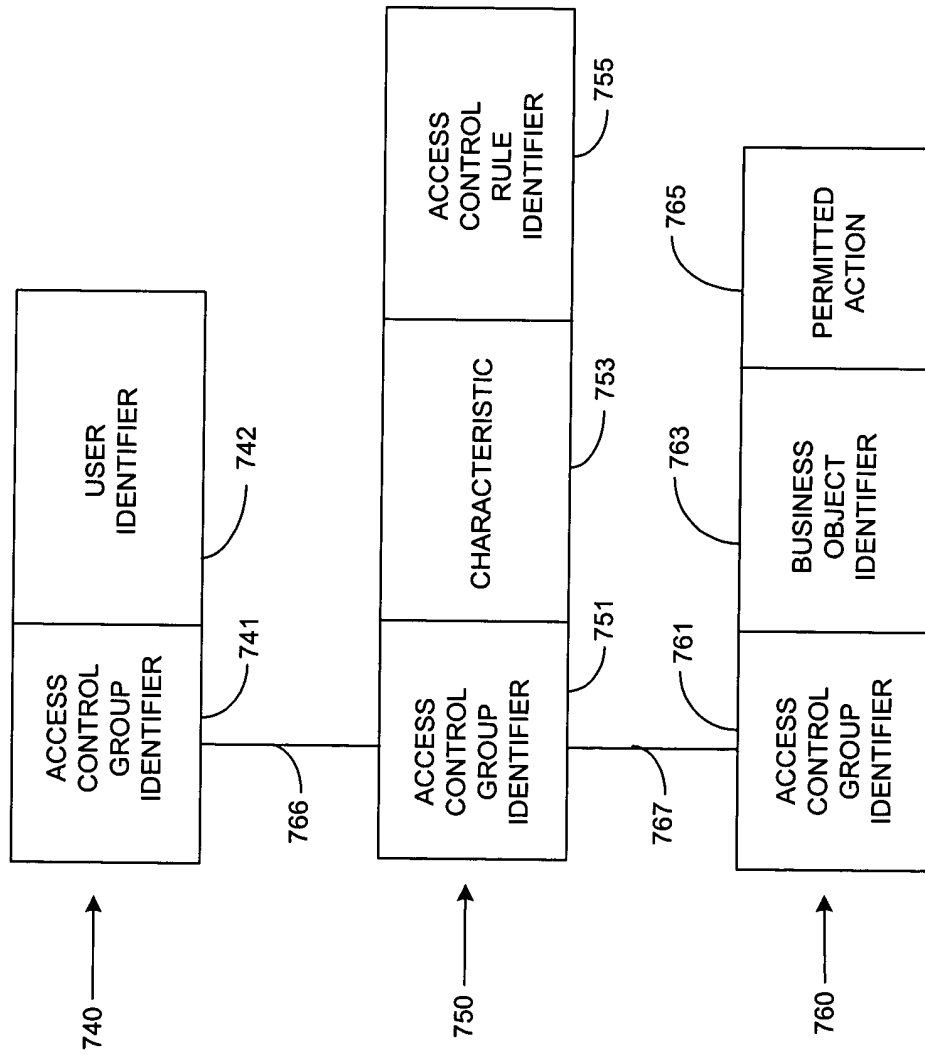 740
ACCESS
CONTROL
GROUP
IDENTIFIER
USER
IDENTIFIER
741
742
766
750
ACCESS
CONTROL
GROUP
IDENTIFIER
CHARACTERISTIC
ACCESS
CONTROL
RULE
IDENTIFIER
751
753
755
767
761
763
765
760
ACCESS
CONTROL
GROUP
IDENTIFIER
BUSINESS
OBJECT
IDENTIFIER
PERMITTED
ACTION